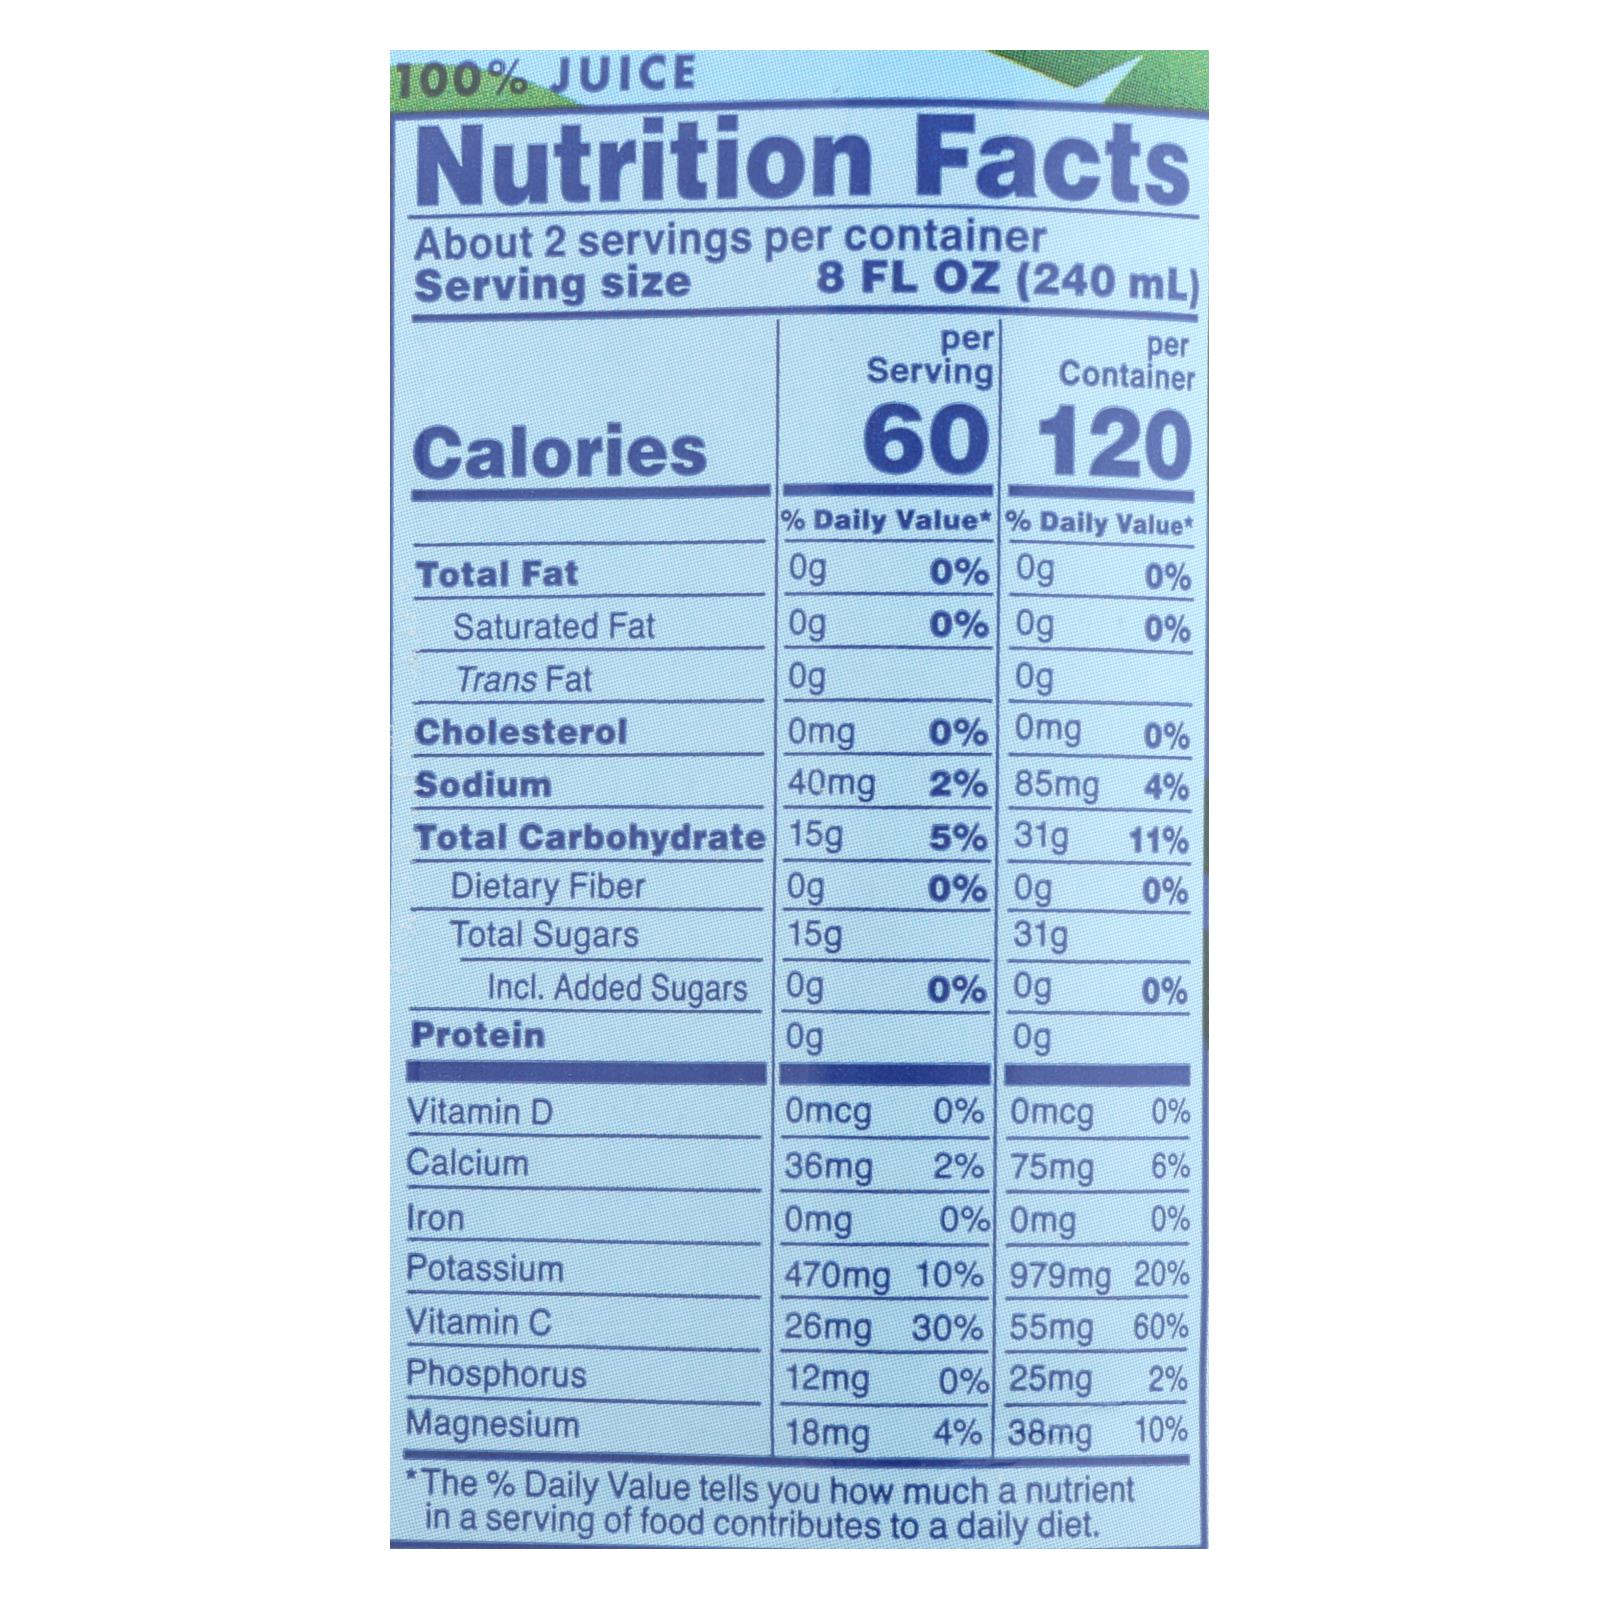 100% JUICE
Nutrition Facts
About 2 servings per container
Serving size 8 FL OZ (240 mL)
per Serving per Container
Calories 60 120
% Daily Value* % Daily Value*
Total Fat 0g 0% 0g 0%
Saturated Fat 0g 0% 0g 0%
Trans Fat 0g 0g
Cholesterol 0mg 0% 0mg 0%
Sodium 40mg 2% 85mg 4%
Total Carbohydrate 15g 5% 31g 11%
Dietary Fiber 0g 0% 0g 0%
Total Sugars 15g 31g
Incl. Added Sugars 0g 0% 0g 0%
Protein 0g 0g
Vitamin D 0mcg 0% 0mcg 0%
Calcium 36mg 2% 75mg 6%
Iron 0mg 0% 0mg 0%
Potassium 470mg 10% 979mg 20%
Vitamin C 26mg 30% 55mg 60%
Phosphorus 12mg 0% 25mg 2%
Magnesium 18mg 4% 38mg 10%
*The % Daily Value tells you how much a nutrient
in a serving of food contributes to a daily diet.